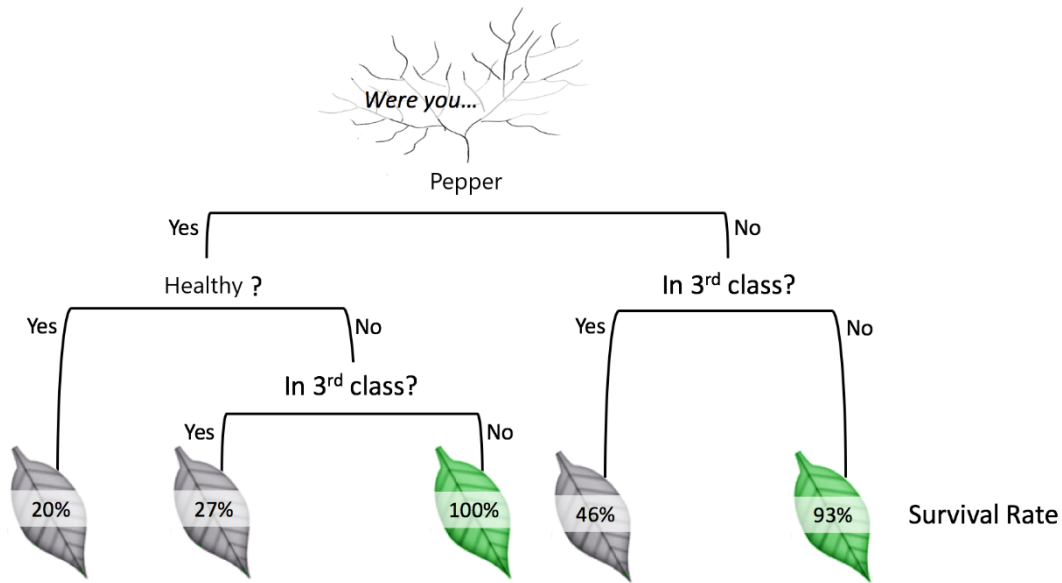 Were you...
Pepper
Yes
No
Healthy ?
In 3rd class?
Yes
No
Yes
No
In 3rd class?
Yes
No
20%
27%
100%
46%
93%
Survival Rate